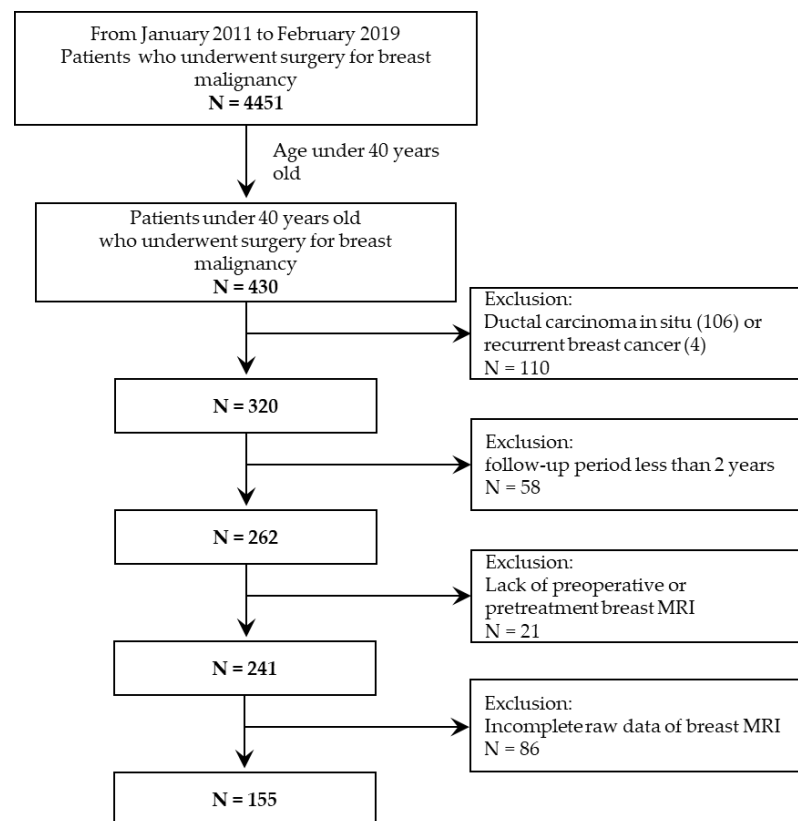 From January 2011 to February 2019
Patients who underwent surgery for breast
malignancy
N = 4451
Age under 40 years
old
Patients under 40 years old
who underwent surgery for breast
malignancy
N = 430
Exclusion:
Ductal carcinoma in situ (106) or
recurrent breast cancer (4)
N = 110
N = 320
Exclusion:
follow-up period less than 2 years
N = 58
N = 262
Exclusion:
Lack of preoperative or
pretreatment breast MRI
N = 21
N = 241
Exclusion:
Incomplete raw data of breast MRI
N = 86
N = 155